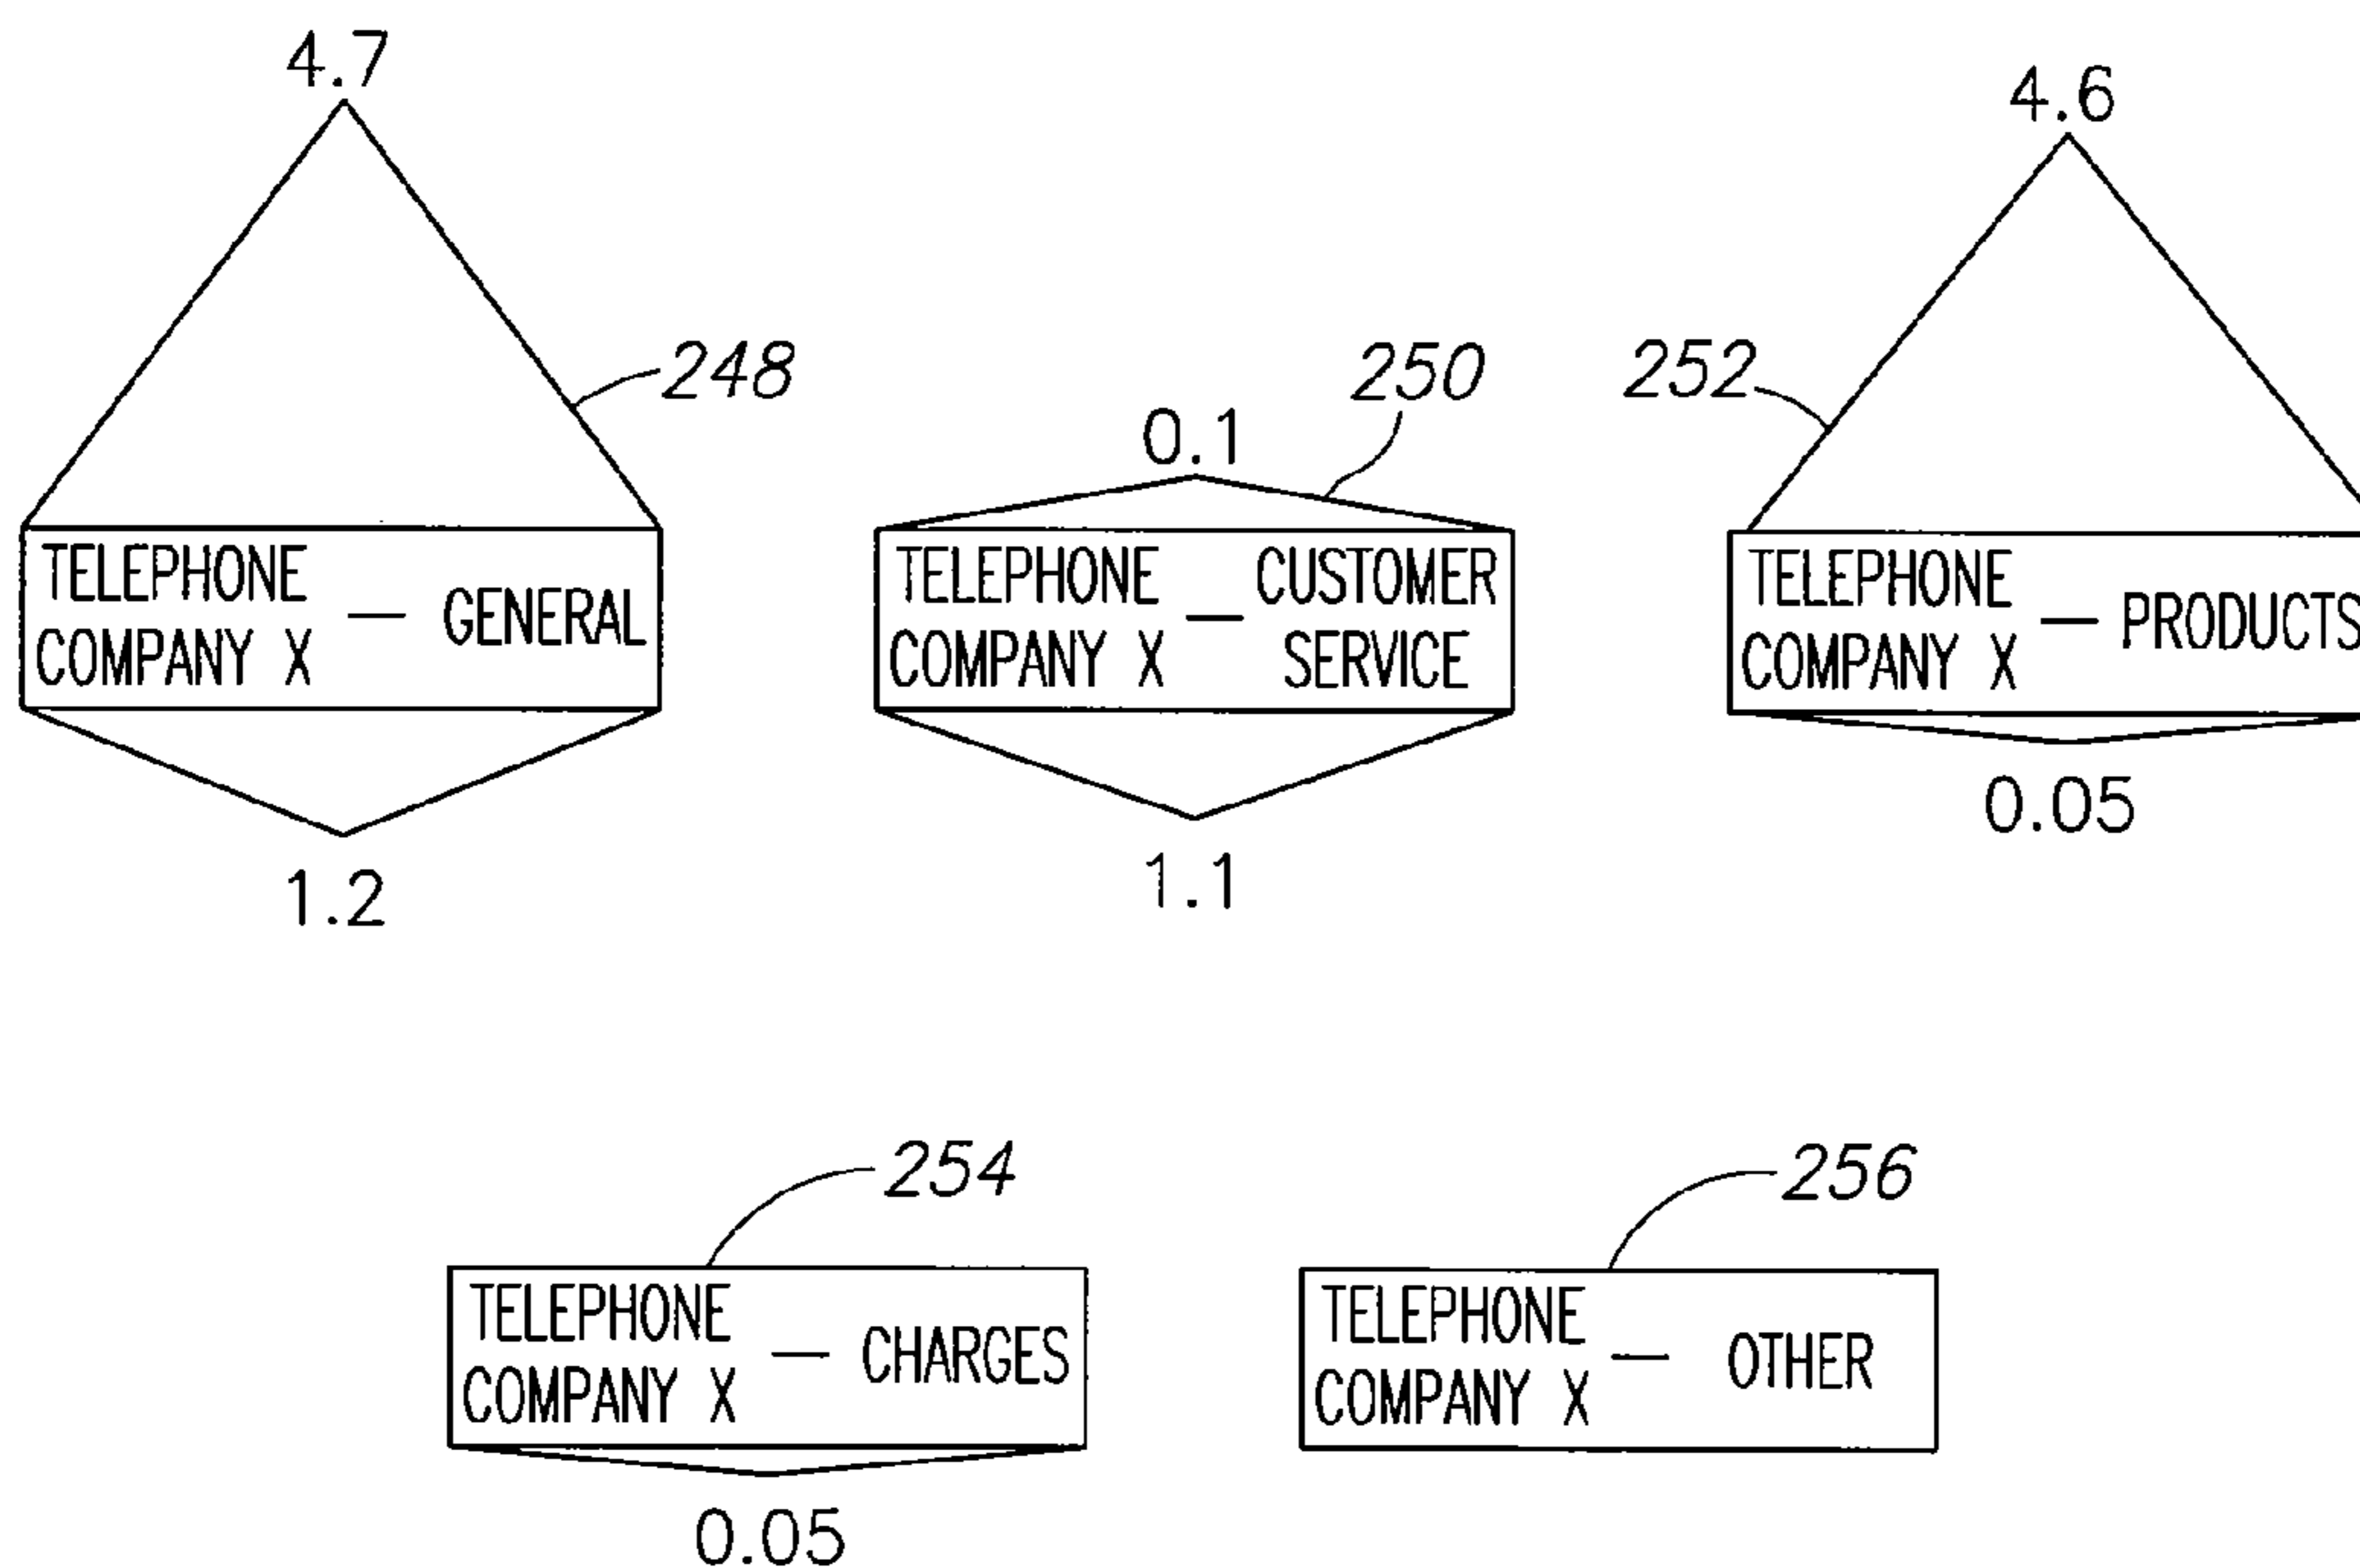 4.7
4.6
248
250
252
0.1
TELEPHONE
COMPANY X — GENERAL
TELEPHONE — CUSTOMER
COMPANY X SERVICE
TELEPHONE
COMPANY X — PRODUCTS
1.2
1.1
0.05
254
256
TELEPHONE
COMPANY X — CHARGES
TELEPHONE
COMPANY X — OTHER
0.05